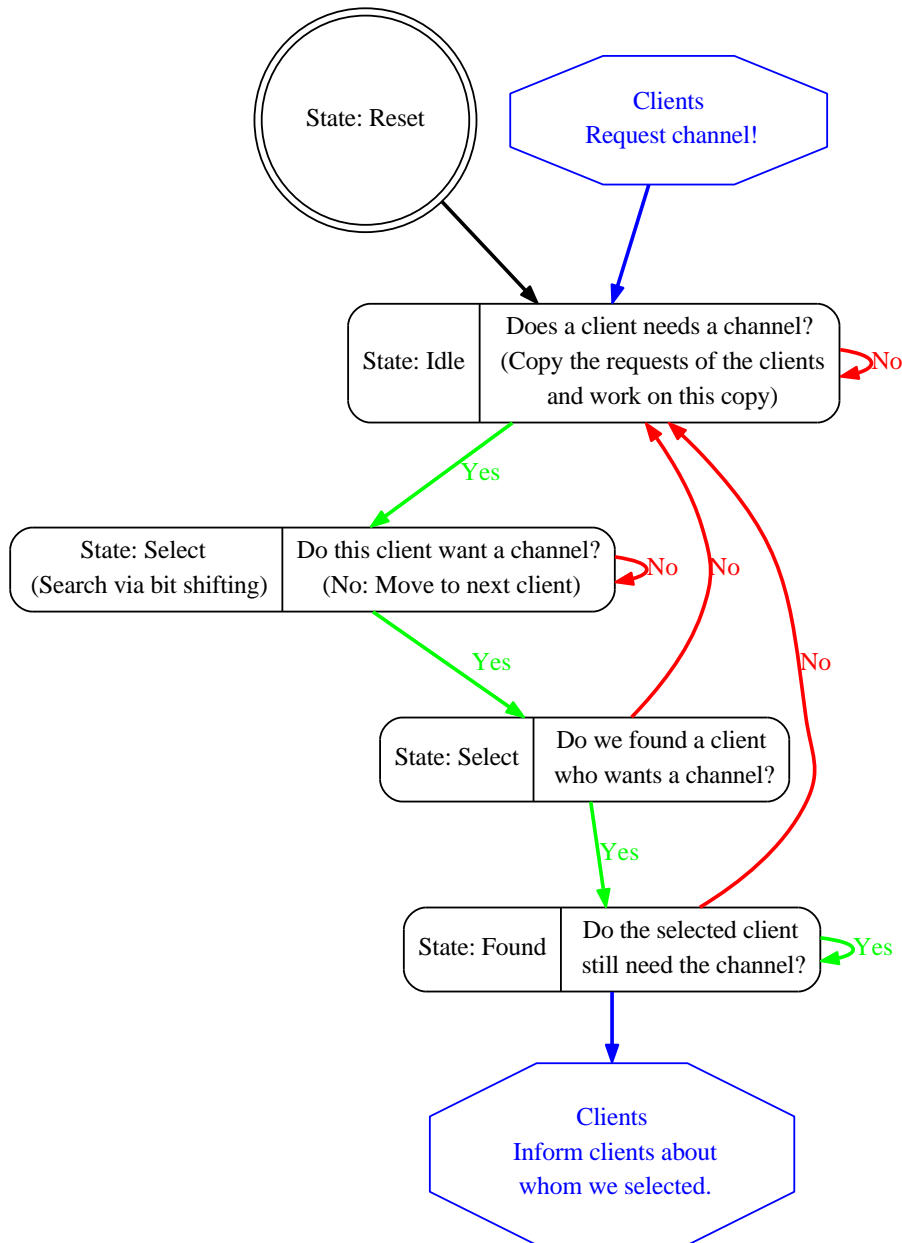 State: Reset
Clients
Request channel!
State: Idle
Does a client needs a channel?
(Copy the requests of the clients
and work on this copy)
No
Yes
State: Select
(Search via bit shifting)
Do this client want a channel?
(No: Move to next client)
No
No
Yes
No
State: Select
Do we found a client
who wants a channel?
Yes
State: Found
Do the selected client
still need the channel?
Yes
Clients
Inform clients about
whom we selected.